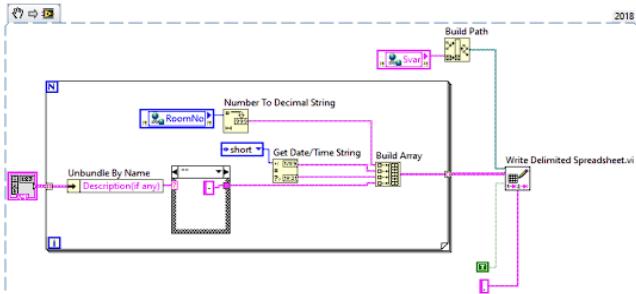 2018
Build Path
Svar
N
Number To Decimal String
RoomNo
short
Get Date/Time String
Build Array
Write Delimited Spreadsheet.vi
Unbundle By Name
Description(if any)
""
i
T